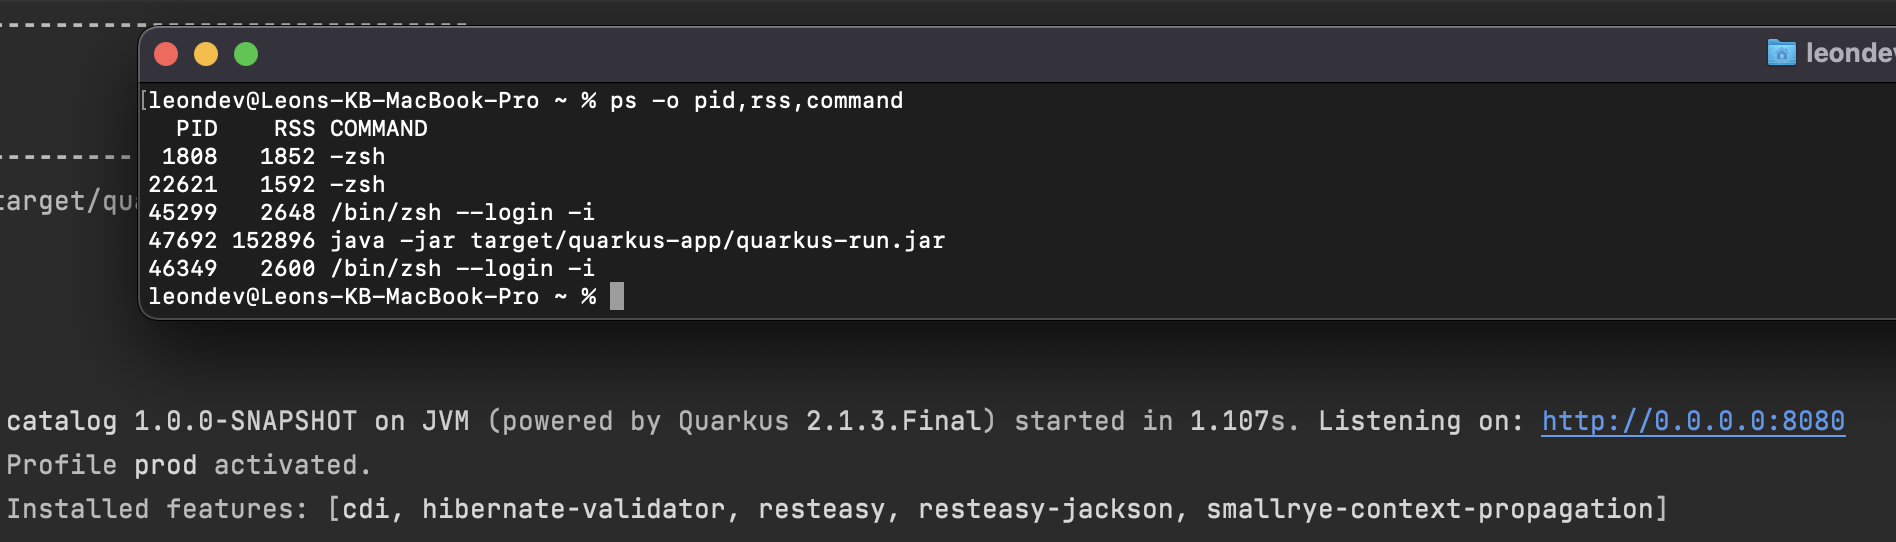 ------------------------------
leondev
[leondev@Leons-KB-MacBook-Pro ~ % ps -o pid,rss,command
  PID    RSS COMMAND
 1808   1852 -zsh
22621   1592 -zsh
45299   2648 /bin/zsh --login -i
47692 152896 java -jar target/quarkus-app/quarkus-run.jar
46349   2600 /bin/zsh --login -i
leondev@Leons-KB-MacBook-Pro ~ %
---------
target/qua
catalog 1.0.0-SNAPSHOT on JVM (powered by Quarkus 2.1.3.Final) started in 1.107s. Listening on: http://0.0.0.0:8080
Profile prod activated.
Installed features: [cdi, hibernate-validator, resteasy, resteasy-jackson, smallrye-context-propagation]